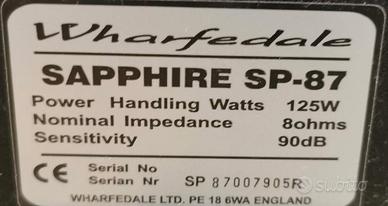 Wharfedale
SAPPHIRE SP-87
Power Handling Watts 125W
Nominal Impedance 8ohms
Sensitivity 90dB
CE Serial No
Serian Nr SP 87007905R
WHARFEDALE LTD. PE 18 6WA ENGLAND
subito